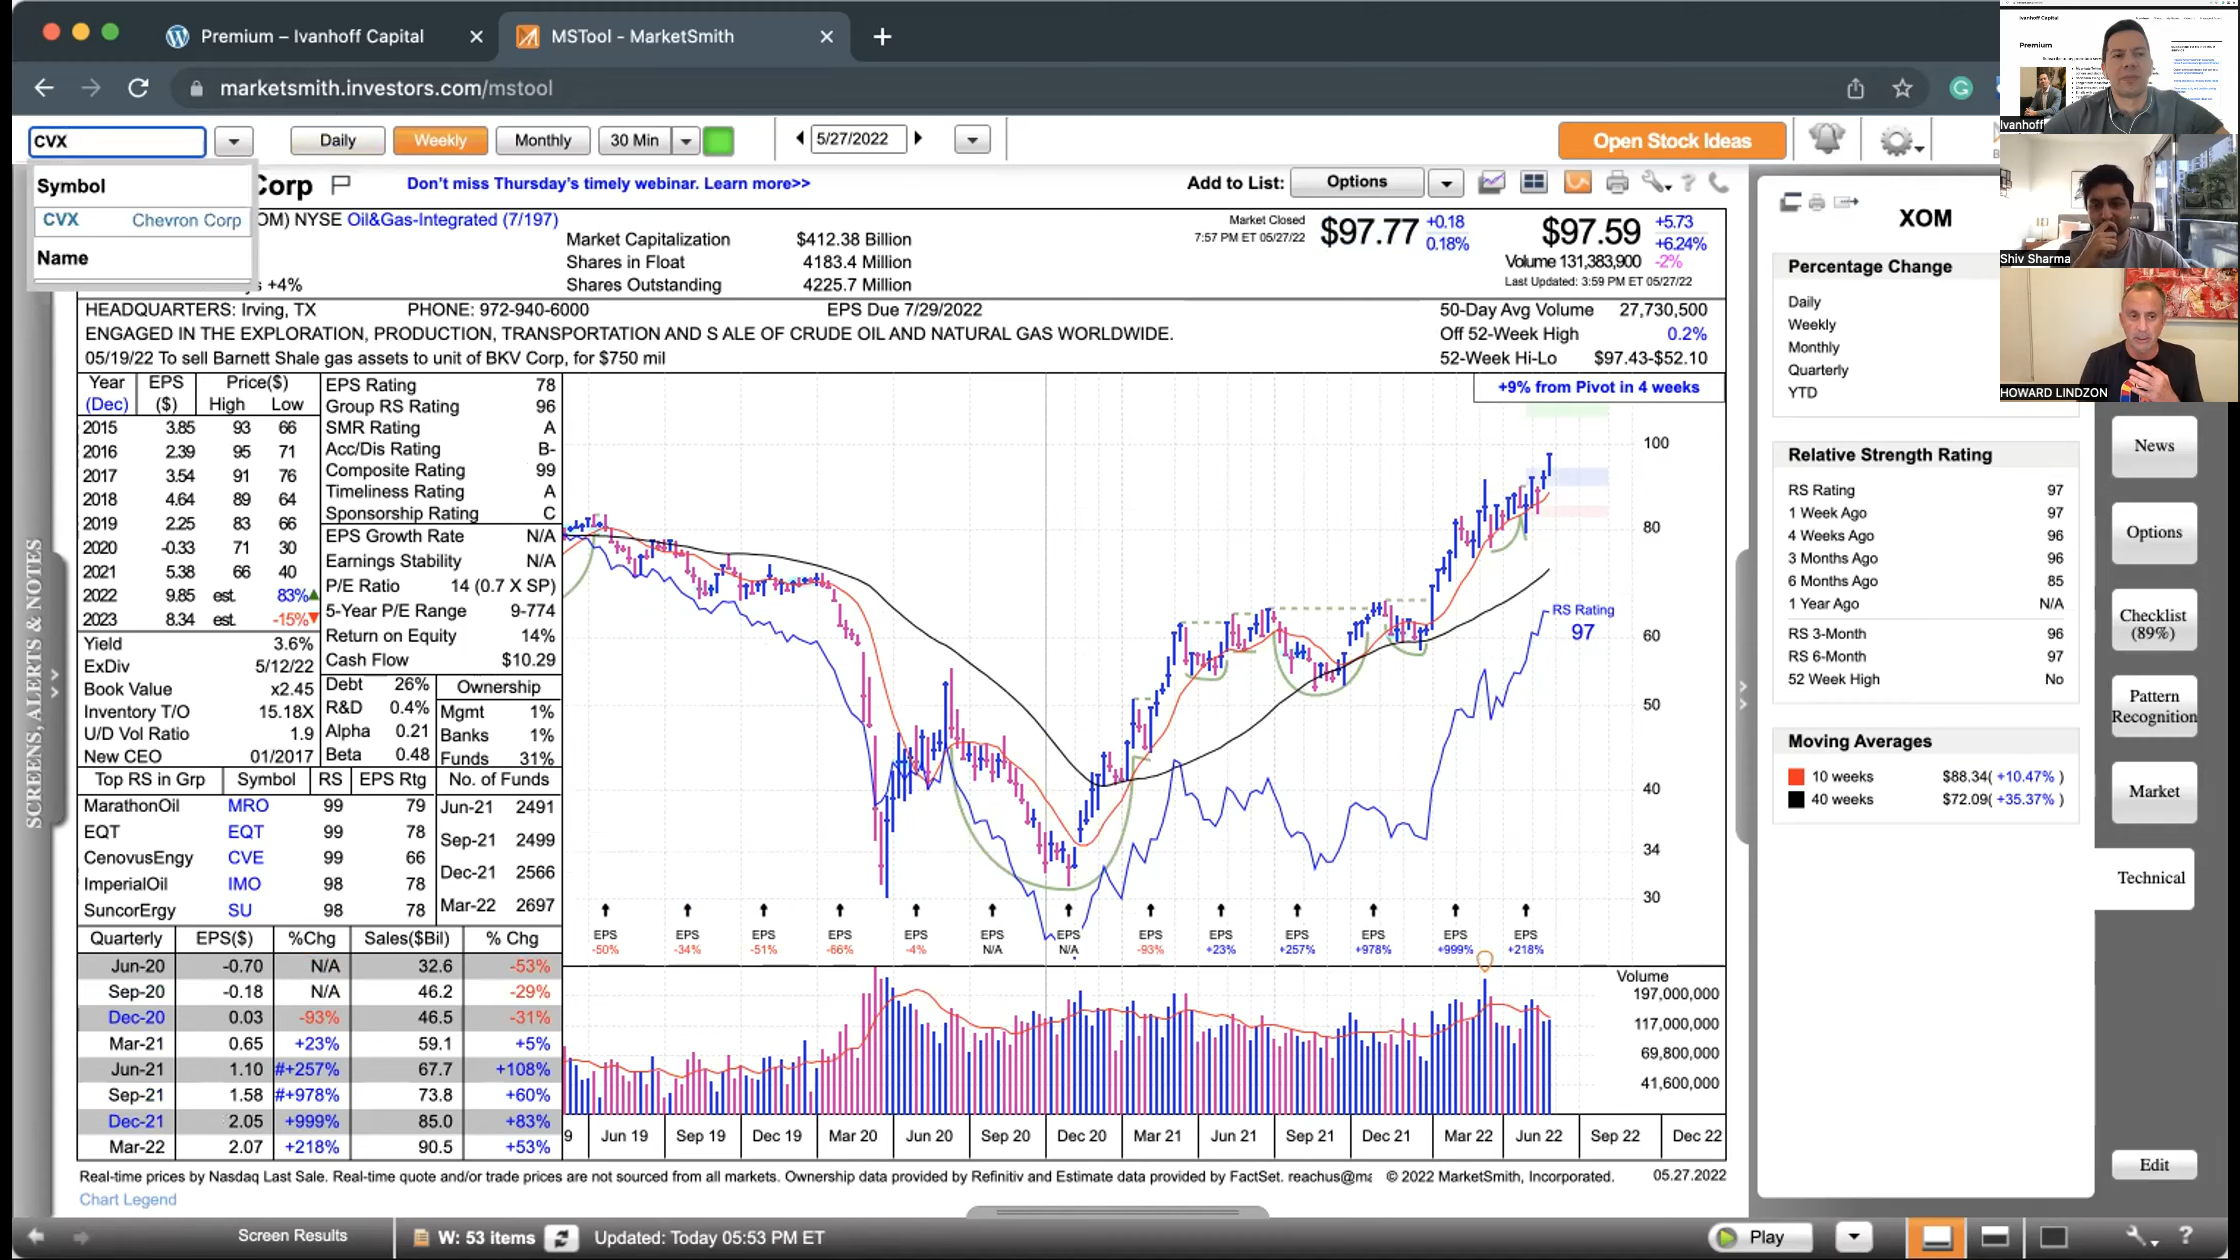 Premium – Ivanhoff Capital
MSTool - MarketSmith
marketsmith.investors.com/mstool
CVX
Daily
Weekly
Monthly
30 Min
5/27/2022
Open Stock Ideas
Symbol
CVX Chevron Corp
Name
Corp
Don't miss Thursday's timely webinar. Learn more>>
Add to List:
Options
OM) NYSE Oil&Gas-Integrated (7/197)
+4%
Market Capitalization $412.38 Billion
Shares in Float 4183.4 Million
Shares Outstanding 4225.7 Million
Market Closed
7:57 PM ET 05/27/22
$97.77 +0.18 0.18%
$97.59 +5.73 +6.24%
Volume 131,383,900 -2%
Last Updated: 3:59 PM ET 05/27/22
HEADQUARTERS: Irving, TX PHONE: 972-940-6000 EPS Due 7/29/2022
50-Day Avg Volume 27,730,500
ENGAGED IN THE EXPLORATION, PRODUCTION, TRANSPORTATION AND S ALE OF CRUDE OIL AND NATURAL GAS WORLDWIDE.
Off 52-Week High 0.2%
05/19/22 To sell Barnett Shale gas assets to unit of BKV Corp, for $750 mil
52-Week Hi-Lo $97.43-$52.10
Year EPS Price($)
(Dec) ($) High Low
2015 3.85 93 66
2016 2.39 95 71
2017 3.54 91 76
2018 4.64 89 64
2019 2.25 83 66
2020 -0.33 71 30
2021 5.38 66 40
2022 9.85 est. 83%
2023 8.34 est. -15%
Yield 3.6%
ExDiv 5/12/22
Book Value x2.45
Inventory T/O 15.18X
U/D Vol Ratio 1.9
New CEO 01/2017
EPS Rating 78
Group RS Rating 96
SMR Rating A
Acc/Dis Rating B-
Composite Rating 99
Timeliness Rating A
Sponsorship Rating C
EPS Growth Rate N/A
Earnings Stability N/A
P/E Ratio 14 (0.7 X SP)
5-Year P/E Range 9-774
Return on Equity 14%
Cash Flow $10.29
Debt 26%
R&D 0.4%
Alpha 0.21
Beta 0.48
Ownership
Mgmt 1%
Banks 1%
Funds 31%
Top RS in Grp Symbol RS EPS Rtg
MarathonOil MRO 99 79
EQT EQT 99 78
CenovusEngy CVE 99 66
ImperialOil IMO 98 78
SuncorErgy SU 98 78
No. of Funds
Jun-21 2491
Sep-21 2499
Dec-21 2566
Mar-22 2697
Quarterly EPS($) %Chg Sales($Bil) % Chg
Jun-20 -0.70 N/A 32.6 -53%
Sep-20 -0.18 N/A 46.2 -29%
Dec-20 0.03 -93% 46.5 -31%
Mar-21 0.65 +23% 59.1 +5%
Jun-21 1.10 #+257% 67.7 +108%
Sep-21 1.58 #+978% 73.8 +60%
Dec-21 2.05 +999% 85.0 +83%
Mar-22 2.07 +218% 90.5 +53%
+9% from Pivot in 4 weeks
100
80
60
50
40
34
30
RS Rating
97
EPS EPS EPS EPS EPS EPS EPS EPS EPS EPS EPS EPS EPS
-50% -34% -51% -66% -4% N/A N/A -93% +23% +257% +978% +999% +218%
Volume
197,000,000
117,000,000
69,800,000
41,600,000
9 Jun 19 Sep 19 Dec 19 Mar 20 Jun 20 Sep 20 Dec 20 Mar 21 Jun 21 Sep 21 Dec 21 Mar 22 Jun 22 Sep 22 Dec 22
Real-time prices by Nasdaq Last Sale. Real-time quote and/or trade prices are not sourced from all markets. Ownership data provided by Refinitiv and Estimate data provided by FactSet. reachus@ma © 2022 MarketSmith, Incorporated. 05.27.2022
Chart Legend
SCREENS, ALERTS & NOTES
XOM
Percentage Change
Daily
Weekly
Monthly
Quarterly
YTD
Relative Strength Rating
RS Rating 97
1 Week Ago 97
4 Weeks Ago 96
3 Months Ago 96
6 Months Ago 85
1 Year Ago N/A
RS 3-Month 96
RS 6-Month 97
52 Week High No
Moving Averages
10 weeks $88.34( +10.47% )
40 weeks $72.09( +35.37% )
News
Options
Checklist
(89%)
Pattern
Recognition
Market
Technical
Edit
Ivanhoff Capital
Premium
Ivanhoff
Shiv Sharma
HOWARD LINDZON
Screen Results
W: 53 items
Updated: Today 05:53 PM ET
Play